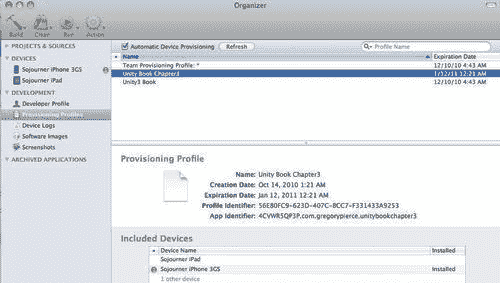 Organizer
Build Clean Run Action
Automatic Device Provisioning Refresh Profile Name
PROJECTS & SOURCES
DEVICES
Sojourner iPhone 3GS
Sojourner iPad
DEVELOPMENT
Developer Profile
Provisioning Profiles
Device Logs
Software Images
Screenshots
ARCHIVED APPLICATIONS
Name Expiration Date
Team Provisioning Profile: * 12/10/10 4:43 AM
Unity Book Chapter3 1/12/11 12:21 AM
Unity3 Book 12/10/10 4:43 AM
Provisioning Profile
Name: Unity Book Chapter3
Creation Date: Oct 14, 2010 1:21 AM
Expiration Date: Jan 12, 2011 12:21 AM
Profile Identifier: 56E80FC9-623D-407C-8CC7-F331433A9253
App Identifier: 4CVWR5QP3P.com.gregorypierce.unitybookchapter3
Included Devices
Device Name Installed
Sojourner iPad
Sojourner iPhone 3GS Installed
1 other device